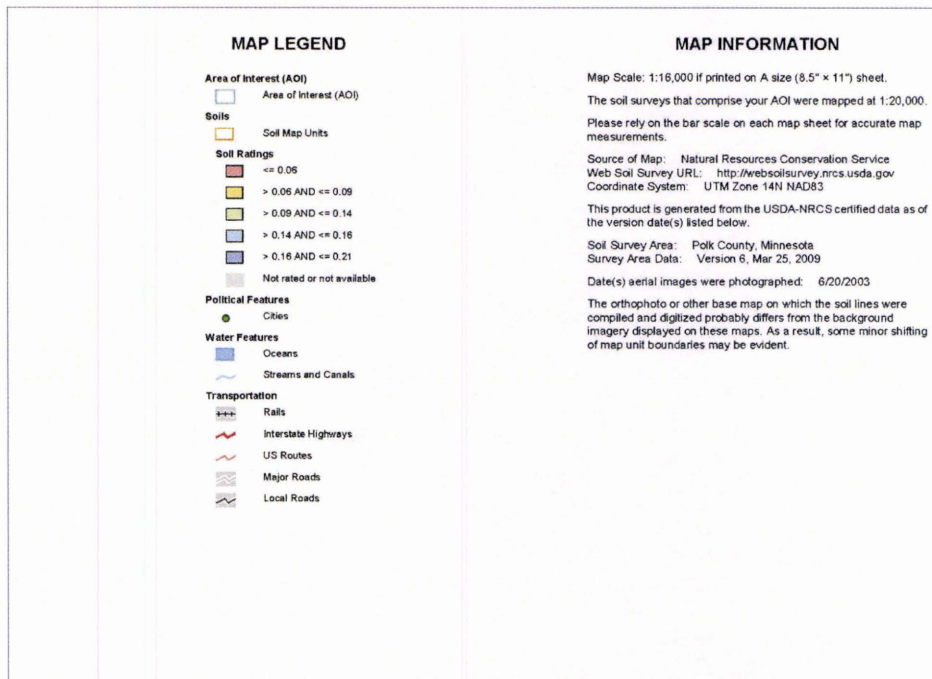 MAP LEGEND
Area of Interest (AOI)
Area of Interest (AOI)
Soils
Soil Map Units
Soil Ratings
<= 0.06
> 0.06 AND <= 0.09
> 0.09 AND <= 0.14
> 0.14 AND <= 0.16
> 0.16 AND <= 0.21
Not rated or not available
Political Features
Cities
Water Features
Oceans
Streams and Canals
Transportation
Rails
Interstate Highways
US Routes
Major Roads
Local Roads
MAP INFORMATION
Map Scale: 1:16,000 if printed on A size (8.5" × 11") sheet.
The soil surveys that comprise your AOI were mapped at 1:20,000.
Please rely on the bar scale on each map sheet for accurate map
measurements.
Source of Map: Natural Resources Conservation Service
Web Soil Survey URL: http://websoilsurvey.nrcs.usda.gov
Coordinate System: UTM Zone 14N NAD83
This product is generated from the USDA-NRCS certified data as of
the version date(s) listed below.
Soil Survey Area: Polk County, Minnesota
Survey Area Data: Version 6, Mar 25, 2009
Date(s) aerial images were photographed: 6/20/2003
The orthophoto or other base map on which the soil lines were
compiled and digitized probably differs from the background
imagery displayed on these maps. As a result, some minor shifting
of map unit boundaries may be evident.